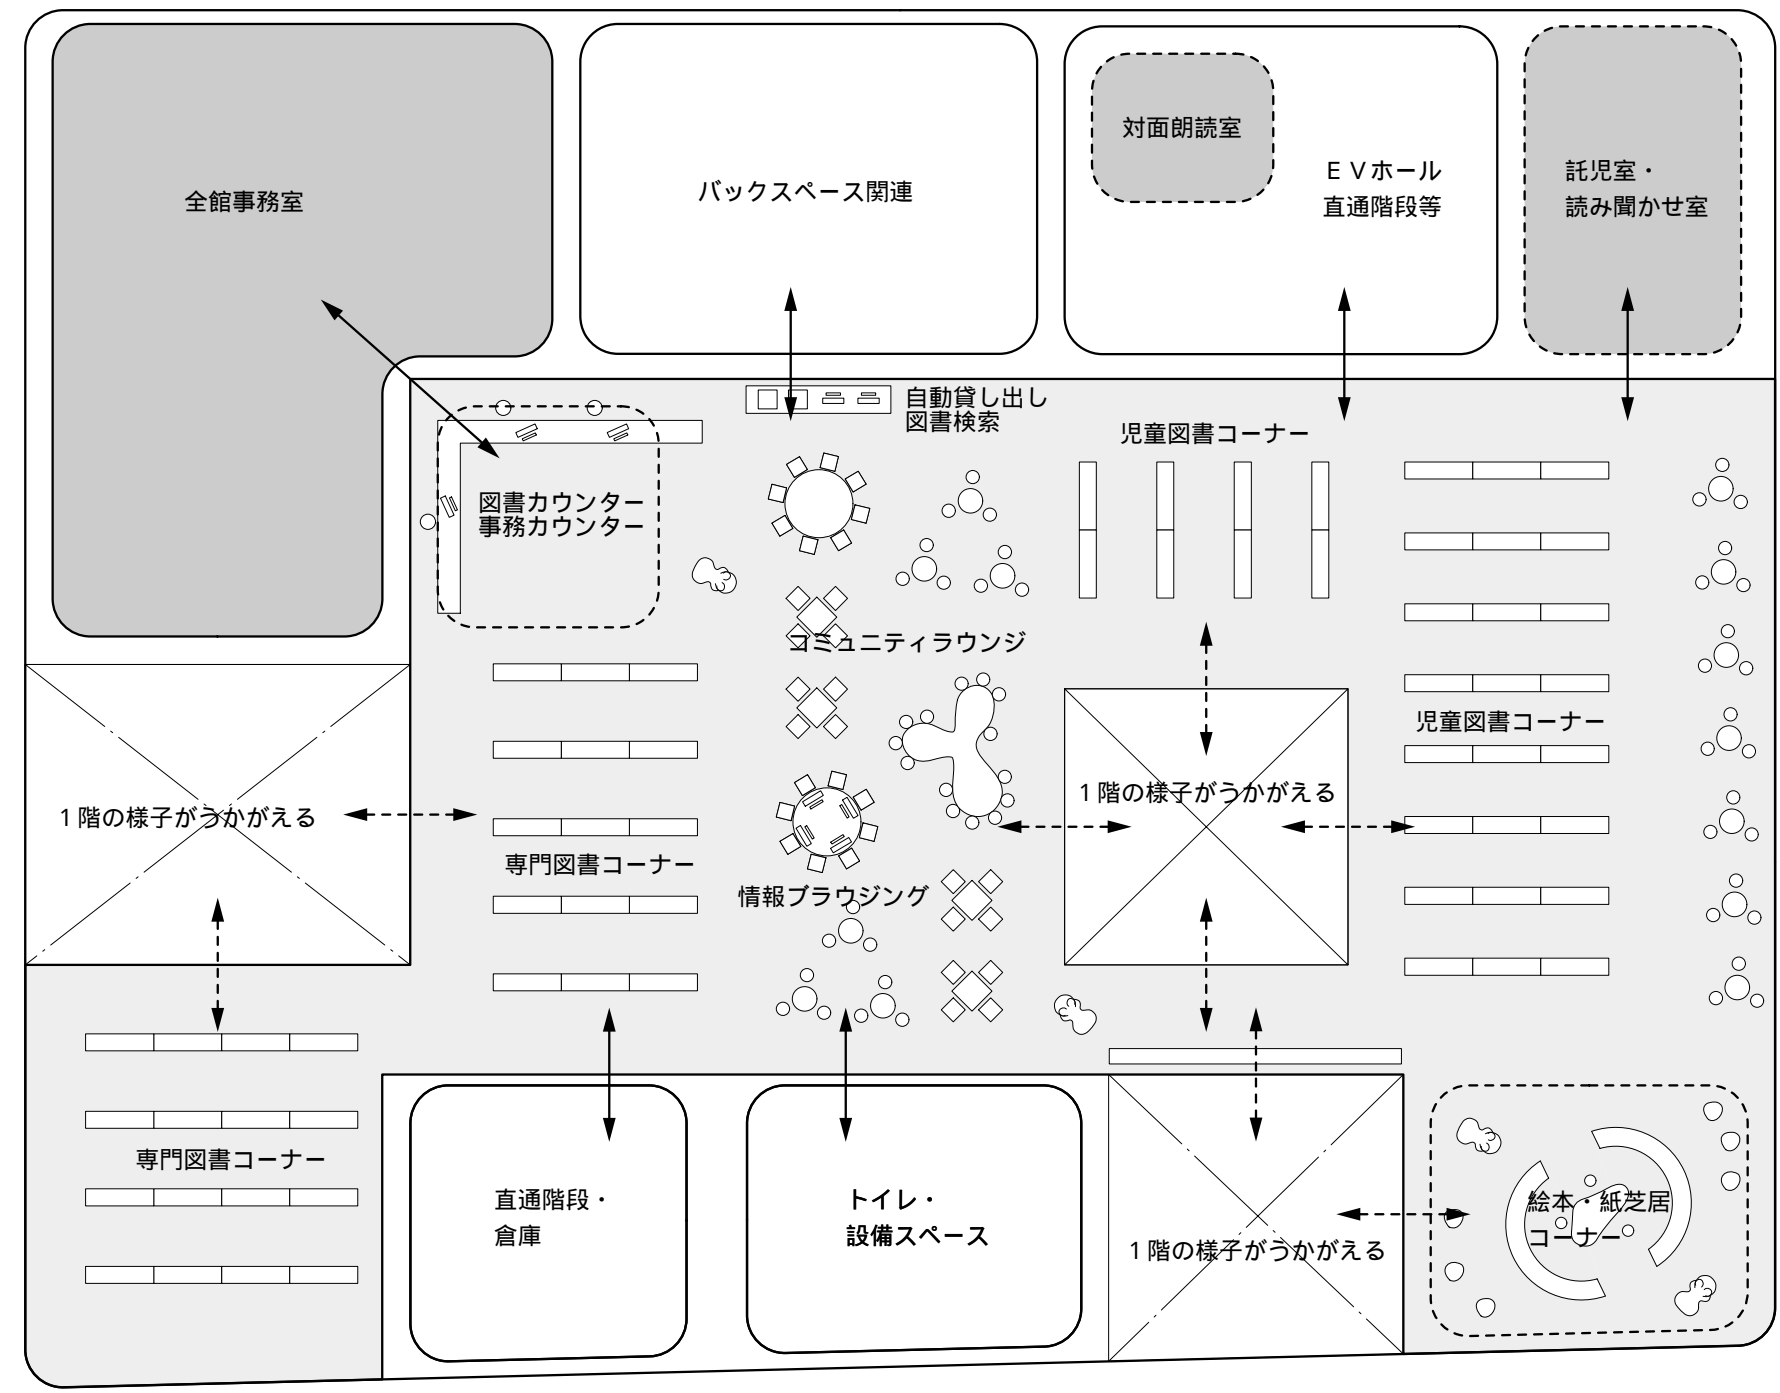 全館事務室
バックスペース関連
対面朗読室
ＥＶホール
直通階段等
託児室・
読み聞かせ室
自動貸し出し
図書検索
児童図書コーナー
図書カウンター
事務カウンター
コミュニティラウンジ
児童図書コーナー
１階の様子がうかがえる
１階の様子がうかがえる
専門図書コーナー
情報ブラウジング
専門図書コーナー
直通階段・
倉庫
トイレ・
設備スペース
１階の様子がうかがえる
絵本・紙芝居
コーナー